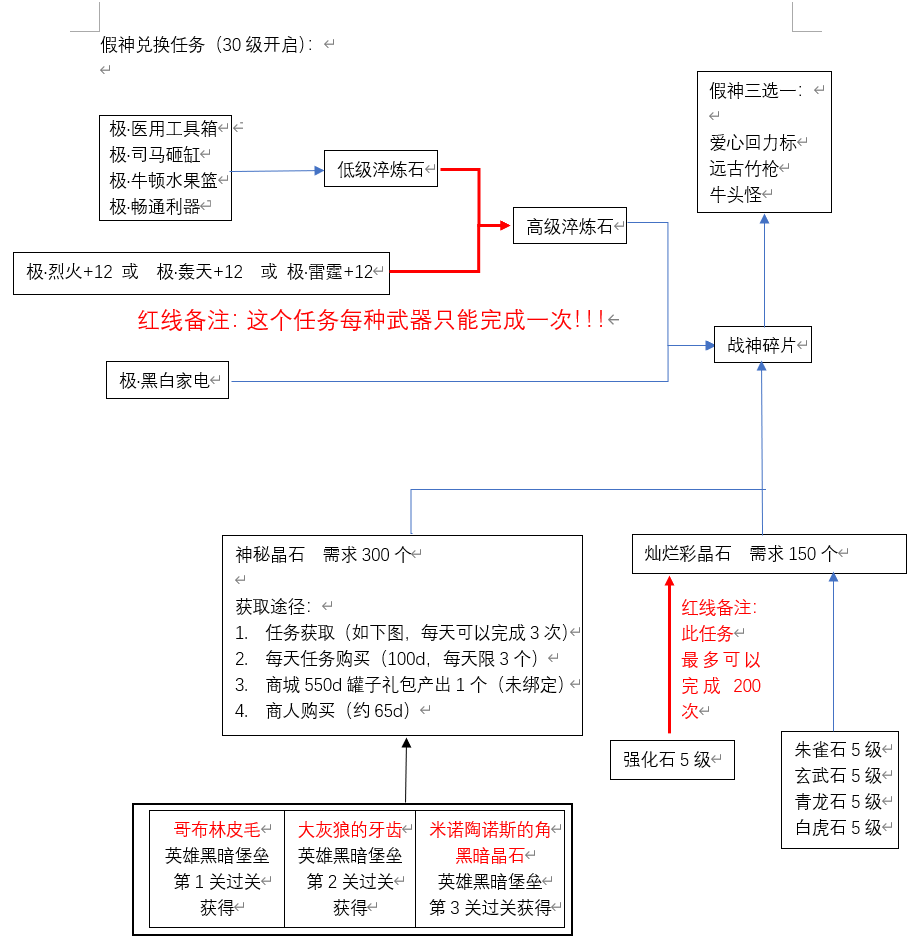 假神兑换任务（30 级开启）：
假神三选一：
爱心回力标
远古竹枪
牛头怪
极·医用工具箱
极·司马砸缸
极·牛顿水果篮
极·畅通利器
低级淬炼石
高级淬炼石
极·烈火+12 或 极·轰天+12 或 极·雷霆+12
红线备注: 这个任务每种武器只能完成一次!!!
战神碎片
极·黑白家电
神秘晶石 需求 300 个
获取途径：
1. 任务获取（如下图，每天可以完成 3 次）
2. 每天任务购买（100d，每天限 3 个）
3. 商城 550d 罐子礼包产出 1 个（未绑定）
4. 商人购买（约 65d）
灿烂彩晶石 需求 150 个
红线备注:
此任务
最多可以
完成 200
次
强化石 5 级
朱雀石 5 级
玄武石 5 级
青龙石 5 级
白虎石 5 级
哥布林皮毛
英雄黑暗堡垒
第 1 关过关
获得
大灰狼的牙齿
英雄黑暗堡垒
第 2 关过关
获得
米诺陶诺斯的角
黑暗晶石
英雄黑暗堡垒
第 3 关过关获得